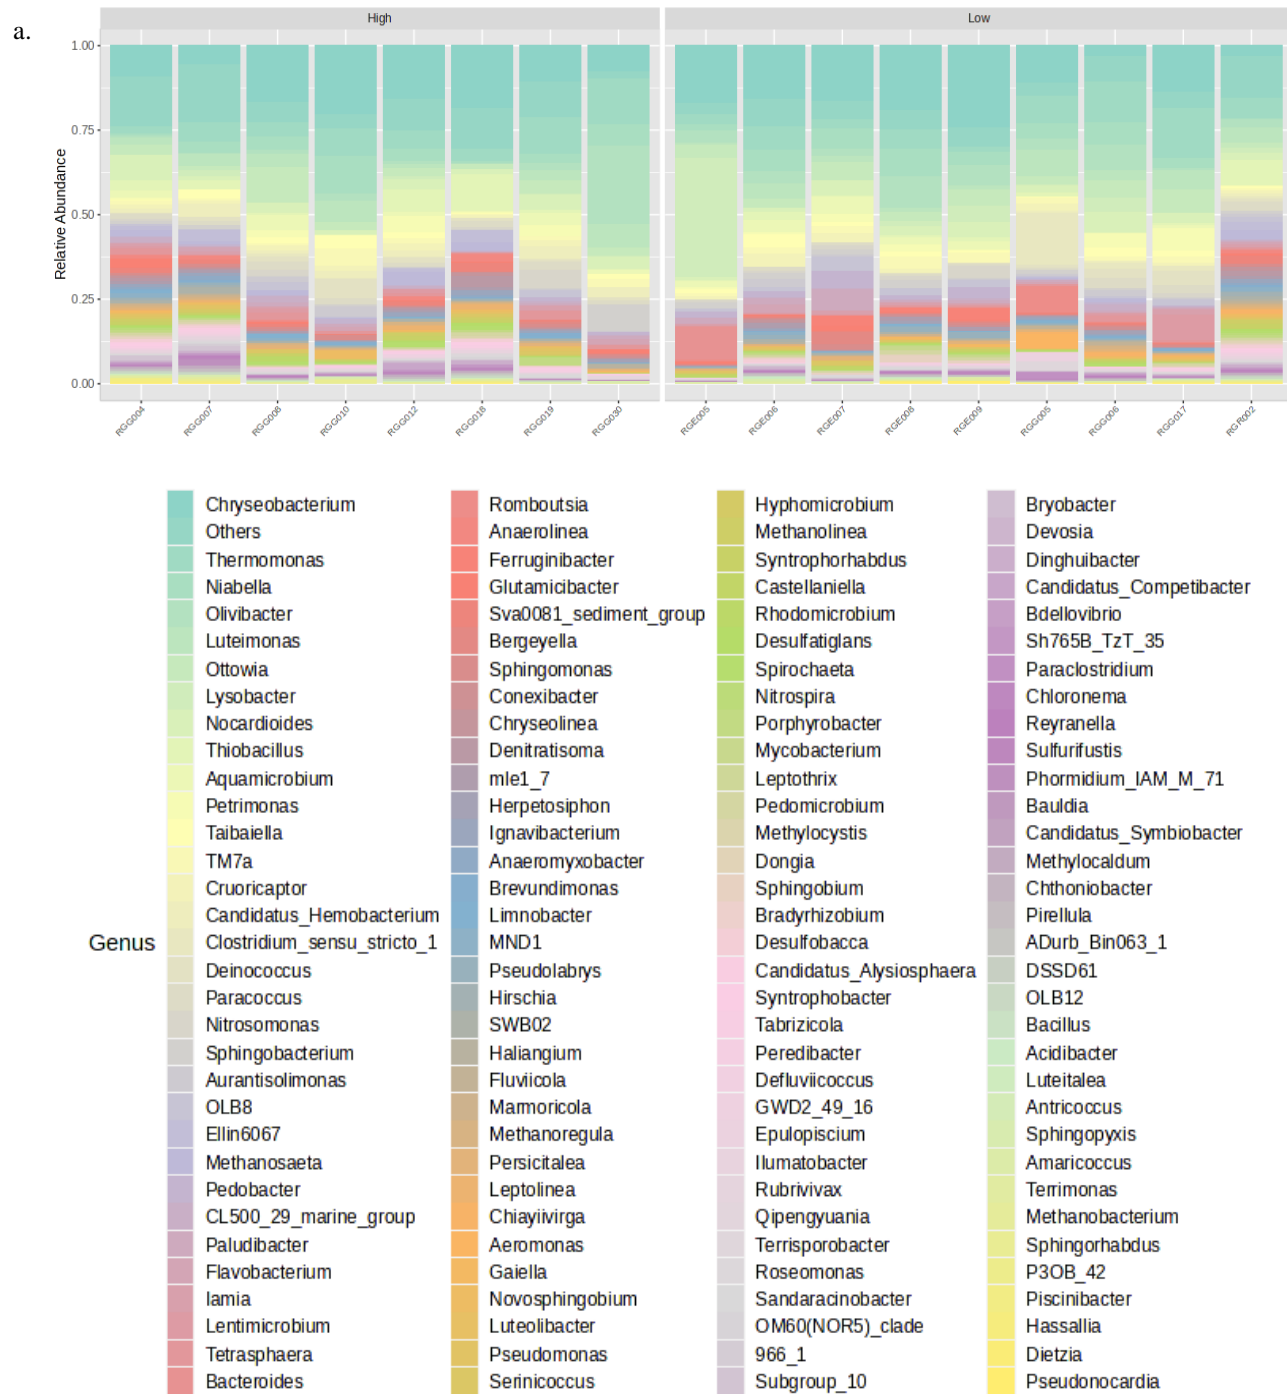 a.
High
Low
Relative Abundance
1.00
0.75
0.50
0.25
0.00
RGG004
RGG007
RGG008
RGG010
RGG012
RGG018
RGG019
RGG030
RGE005
RGE006
RGE007
RGE008
RGE009
RGG005
RGG006
RGG017
RGR002
Genus
Chryseobacterium
Others
Thermomonas
Niabella
Olivibacter
Luteimonas
Ottowia
Lysobacter
Nocardioides
Thiobacillus
Aquamicrobium
Petrimonas
Taibaiella
TM7a
Cruoricaptor
Candidatus_Hemobacterium
Clostridium_sensu_stricto_1
Deinococcus
Paracoccus
Nitrosomonas
Sphingobacterium
Aurantisolimonas
OLB8
Ellin6067
Methanosaeta
Pedobacter
CL500_29_marine_group
Paludibacter
Flavobacterium
Iamia
Lentimicrobium
Tetrasphaera
Bacteroides
Romboutsia
Anaerolinea
Ferruginibacter
Glutamicibacter
Sva0081_sediment_group
Bergeyella
Sphingomonas
Conexibacter
Chryseolinea
Denitratisoma
mle1_7
Herpetosiphon
Ignavibacterium
Anaeromyxobacter
Brevundimonas
Limnobacter
MND1
Pseudolabrys
Hirschia
SWB02
Haliangium
Fluviicola
Marmoricola
Methanoregula
Persicitalea
Leptolinea
Chiayiivirga
Aeromonas
Gaiella
Novosphingobium
Luteolibacter
Pseudomonas
Serinicoccus
Hyphomicrobium
Methanolinea
Syntrophorhabdus
Castellaniella
Rhodomicrobium
Desulfatiglans
Spirochaeta
Nitrospira
Porphyrobacter
Mycobacterium
Leptothrix
Pedomicrobium
Methylocystis
Dongia
Sphingobium
Bradyrhizobium
Desulfobacca
Candidatus_Alysiosphaera
Syntrophobacter
Tabrizicola
Peredibacter
Defluviicoccus
GWD2_49_16
Epulopiscium
Ilumatobacter
Rubrivivax
Qipengyuania
Terrisporobacter
Roseomonas
Sandaracinobacter
OM60(NOR5)_clade
966_1
Subgroup_10
Bryobacter
Devosia
Dinghuibacter
Candidatus_Competibacter
Bdellovibrio
Sh765B_TzT_35
Paraclostridium
Chloronema
Reyranella
Sulfurifustis
Phormidium_IAM_M_71
Bauldia
Candidatus_Symbiobacter
Methylocaldum
Chthoniobacter
Pirellula
ADurb_Bin063_1
DSSD61
OLB12
Bacillus
Acidibacter
Luteitalea
Antricoccus
Sphingopyxis
Amaricoccus
Terrimonas
Methanobacterium
Sphingorhabdus
P3OB_42
Piscinibacter
Hassallia
Dietzia
Pseudonocardia